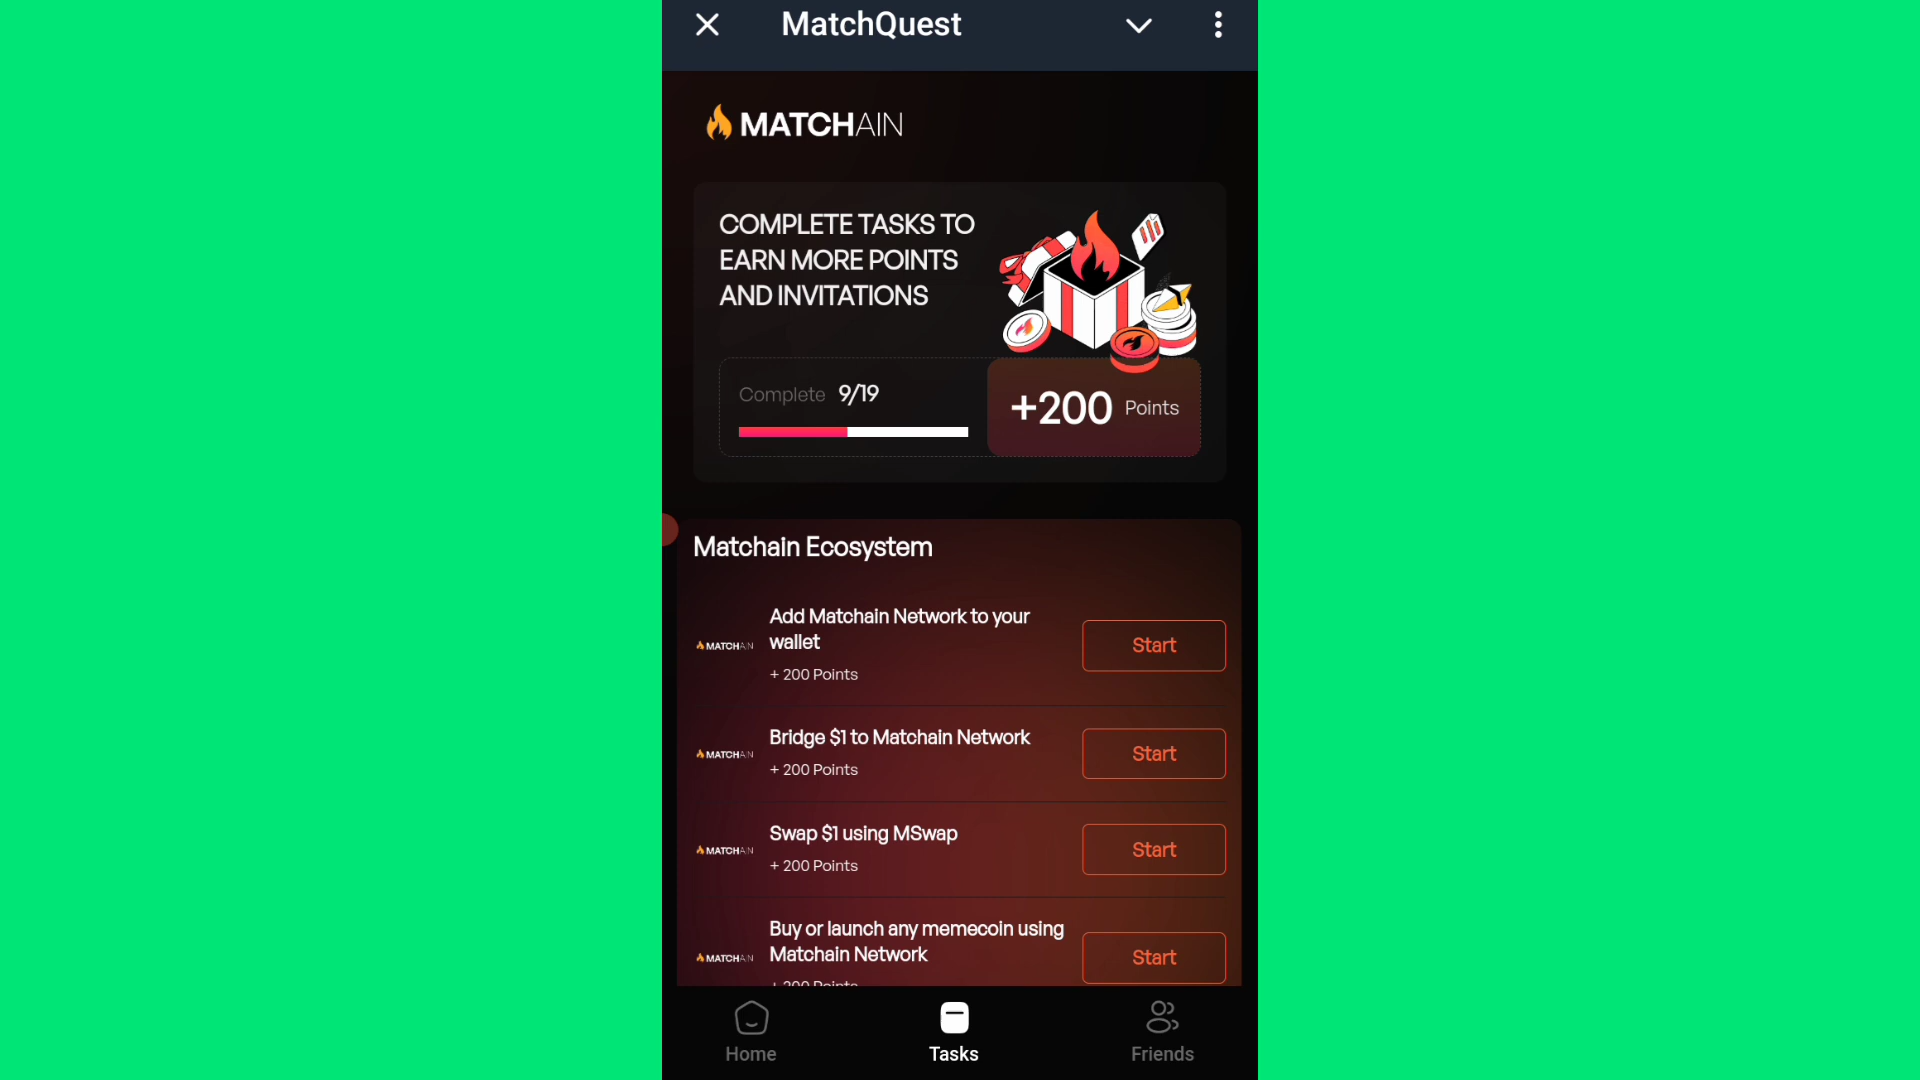 MatchQuest
MATCHAIN
COMPLETE TASKS TO
EARN MORE POINTS
AND INVITATIONS
Complete 9/19
+200 Points
Matchain Ecosystem
Add Matchain Network to your
wallet
+ 200 Points
MATCHAIN
Start
Bridge $1 to Matchain Network
+ 200 Points
MATCHAIN
Start
Swap $1 using MSwap
+ 200 Points
MATCHAIN
Start
Buy or launch any memecoin using
Matchain Network
+ 200 Points
MATCHAIN
Start
Home
Tasks
Friends